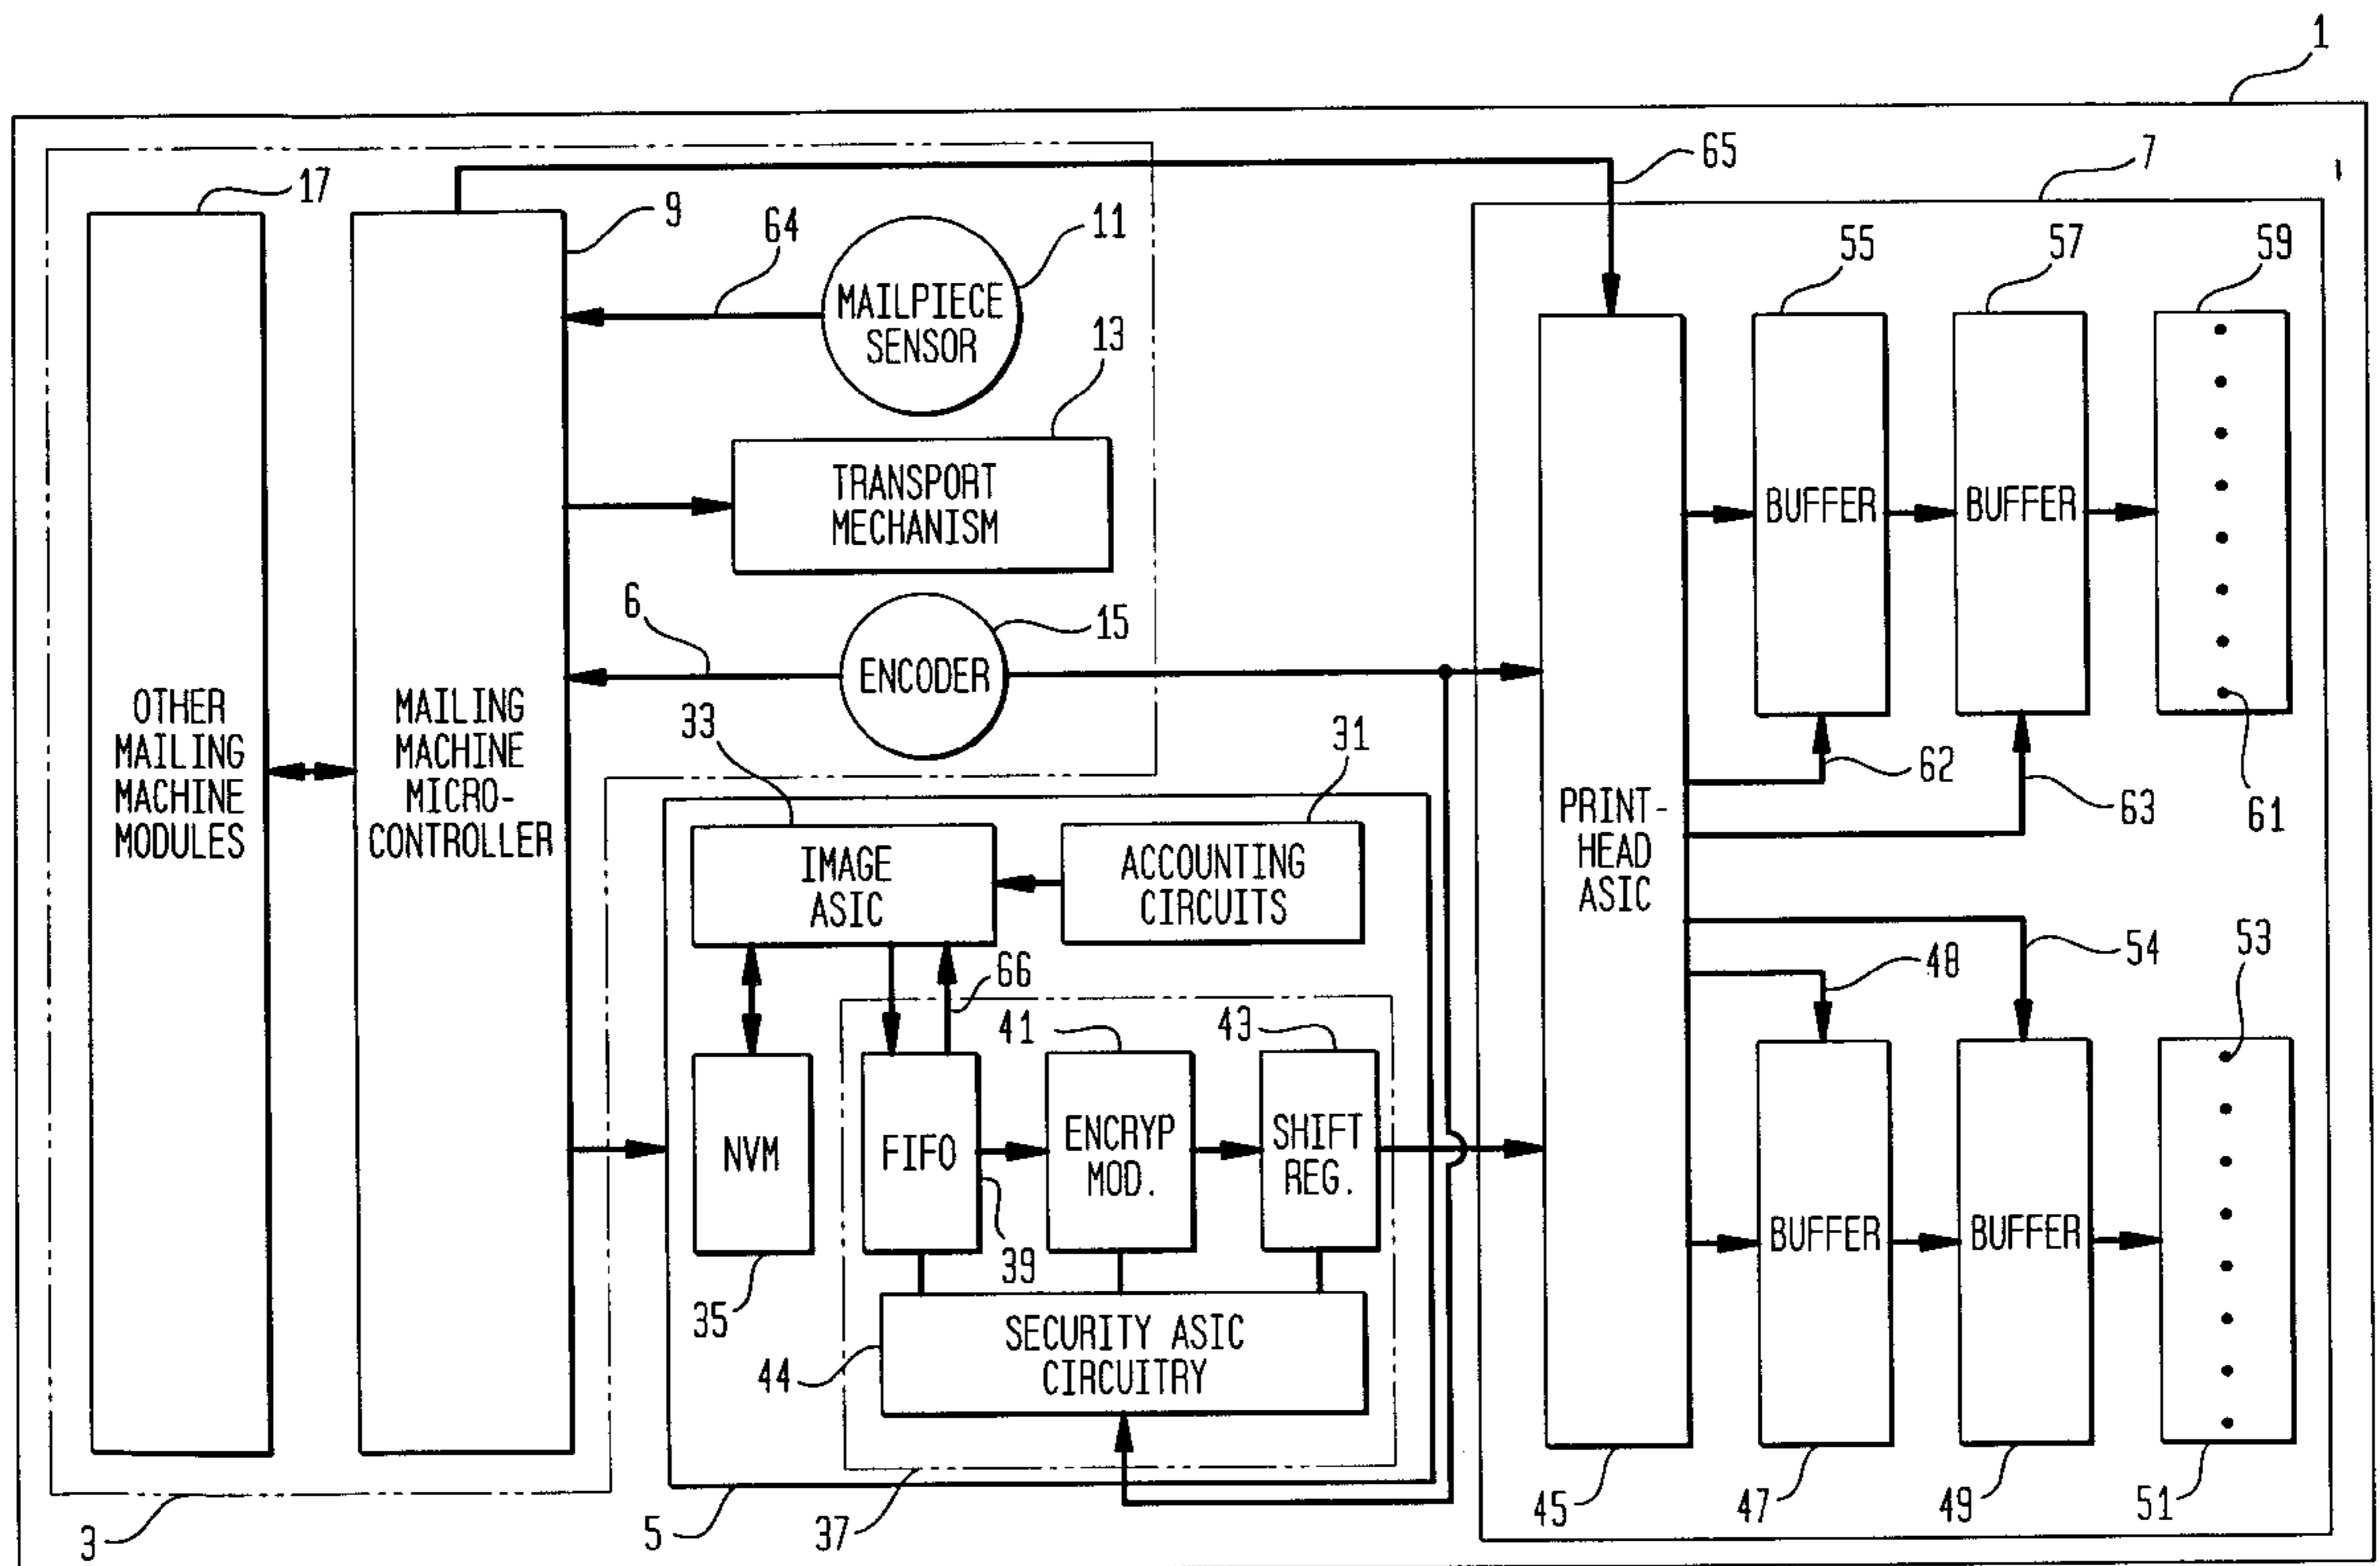 1
17
9
64
11
65
7
55
57
59
MAILPIECE
SENSOR
13
TRANSPORT
MECHANISM
BUFFER
BUFFER
6
15
ENCODER
OTHER
MAILING
MACHINE
MODULES
MAILING
MACHINE
MICRO-
CONTROLLER
33
31
62
63
61
IMAGE
ASIC
ACCOUNTING
CIRCUITS
PRINT-
HEAD
ASIC
66
41
43
48
54
53
NVM
FIFO
ENCRYP
MOD.
SHIFT
REG.
BUFFER
BUFFER
39
35
SECURITY ASIC
CIRCUITRY
44
3
5
37
45
47
49
51